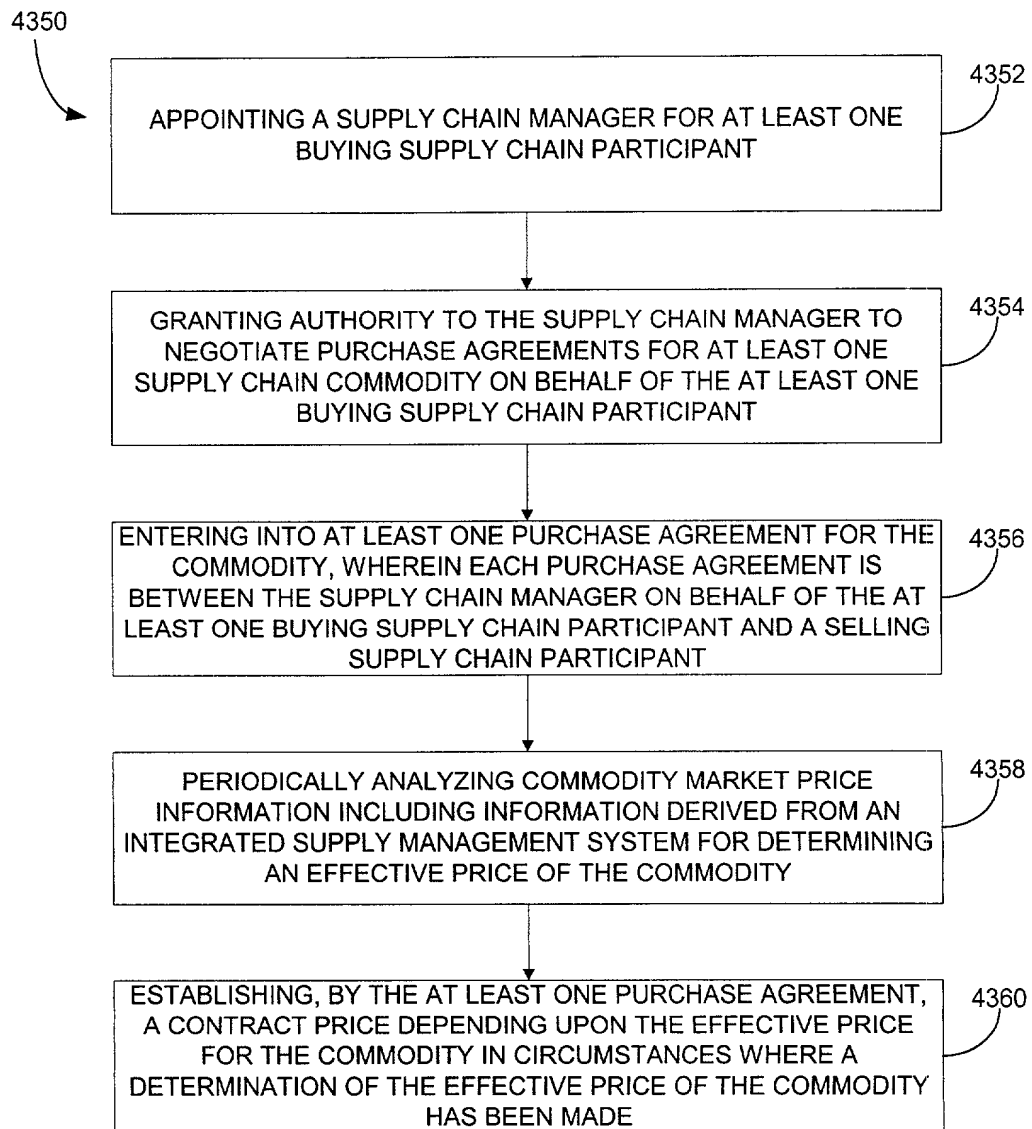 4350
4352
APPOINTING A SUPPLY CHAIN MANAGER FOR AT LEAST ONE
BUYING SUPPLY CHAIN PARTICIPANT
4354
GRANTING AUTHORITY TO THE SUPPLY CHAIN MANAGER TO
NEGOTIATE PURCHASE AGREEMENTS FOR AT LEAST ONE
SUPPLY CHAIN COMMODITY ON BEHALF OF THE AT LEAST ONE
BUYING SUPPLY CHAIN PARTICIPANT
4356
ENTERING INTO AT LEAST ONE PURCHASE AGREEMENT FOR THE
COMMODITY, WHEREIN EACH PURCHASE AGREEMENT IS
BETWEEN THE SUPPLY CHAIN MANAGER ON BEHALF OF THE AT
LEAST ONE BUYING SUPPLY CHAIN PARTICIPANT AND A SELLING
SUPPLY CHAIN PARTICIPANT
4358
PERIODICALLY ANALYZING COMMODITY MARKET PRICE
INFORMATION INCLUDING INFORMATION DERIVED FROM AN
INTEGRATED SUPPLY MANAGEMENT SYSTEM FOR DETERMINING
AN EFFECTIVE PRICE OF THE COMMODITY
4360
ESTABLISHING, BY THE AT LEAST ONE PURCHASE AGREEMENT,
A CONTRACT PRICE DEPENDING UPON THE EFFECTIVE PRICE
FOR THE COMMODITY IN CIRCUMSTANCES WHERE A
DETERMINATION OF THE EFFECTIVE PRICE OF THE COMMODITY
HAS BEEN MADE